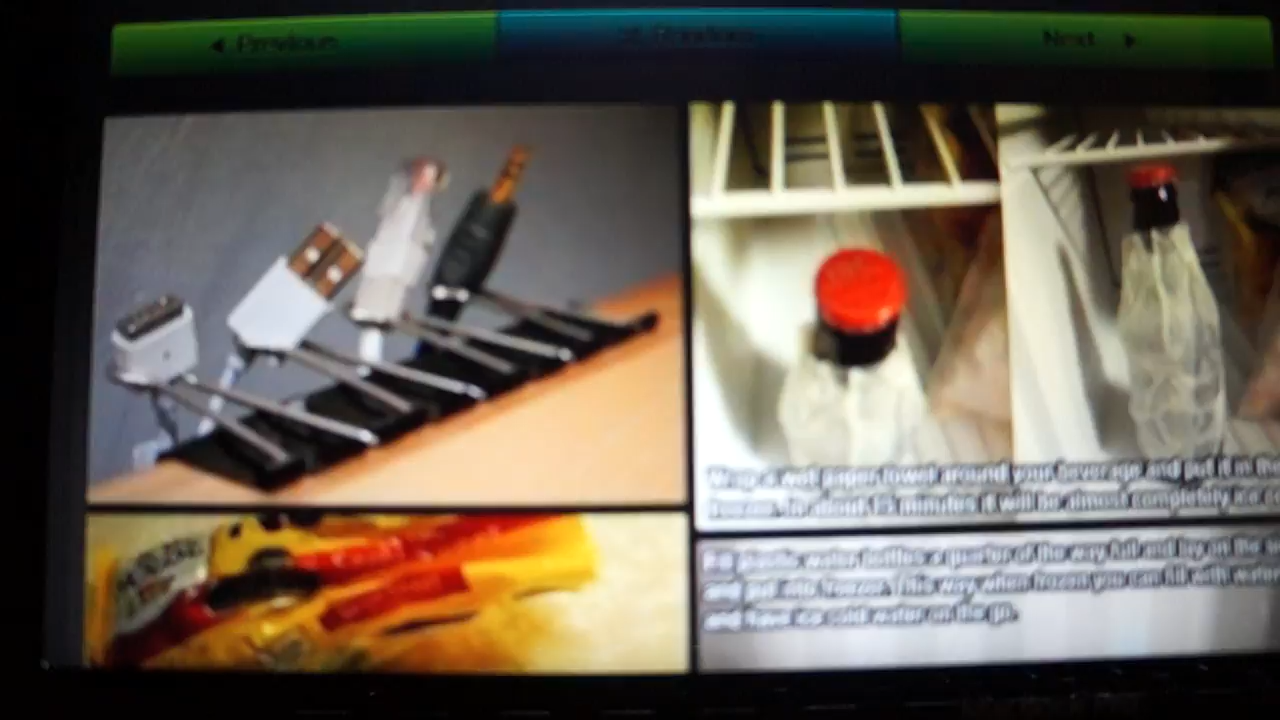 Previous
Random
Next
Wrap a wet paper towel around your beverage and put it in the
freezer. In about 15 minutes it will be almost completely ice
Fill plastic water bottles a quarter of the way full and lay on the
and put into freezer. This way, when frozen you can fill with water
and have ice cold water on the go.